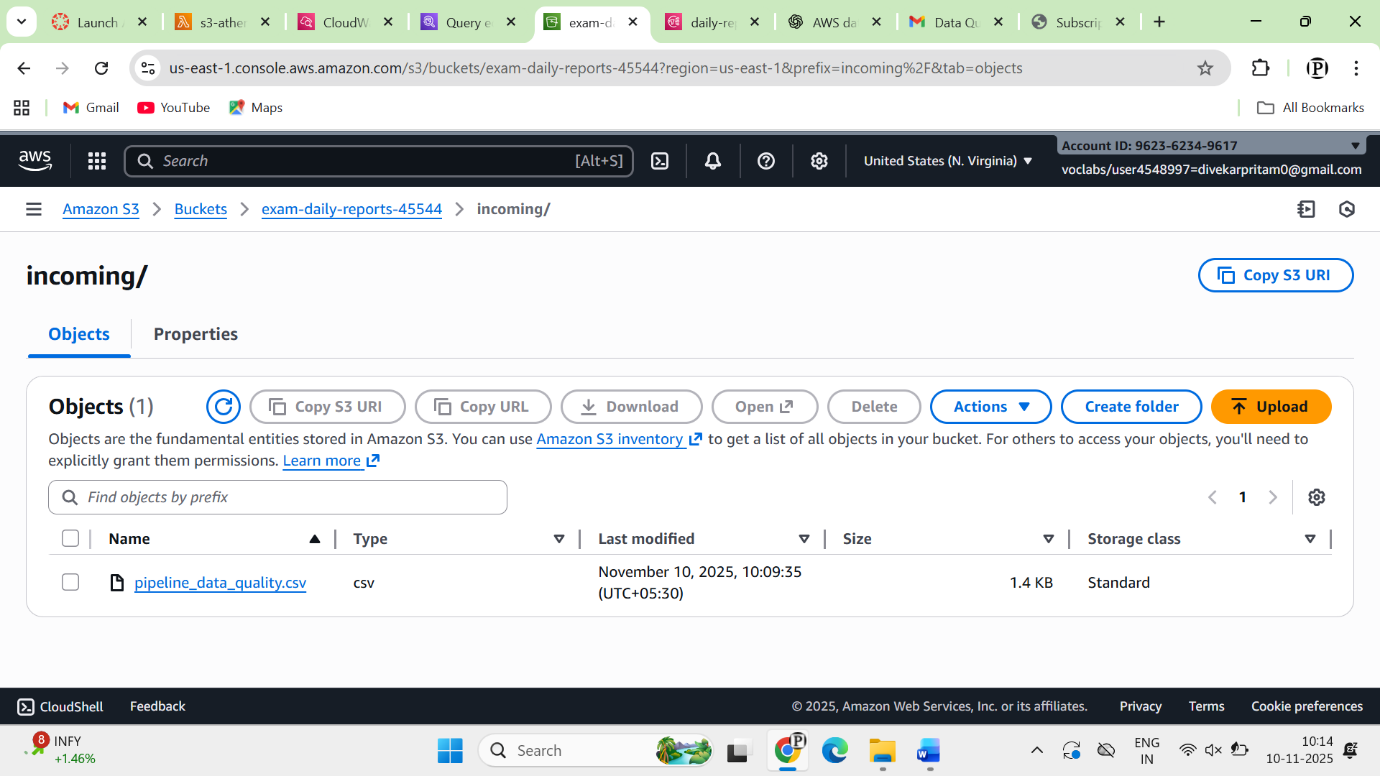 Launch
s3-ather
CloudW
Query e
exam-d
daily-rep
AWS da
Data Qu
Subscrip
us-east-1.console.aws.amazon.com/s3/buckets/exam-daily-reports-45544?region=us-east-1&prefix=incoming%2F&tab=objects
Gmail YouTube Maps All Bookmarks
aws Search [Alt+S] United States (N. Virginia) Account ID: 9623-6234-9617
voclabs/user4548997=divekarpritam0@gmail.com
Amazon S3 Buckets exam-daily-reports-45544 incoming/
incoming/ Copy S3 URI
Objects Properties
Objects (1) Copy S3 URI Copy URL Download Open Delete Actions Create folder Upload
Objects are the fundamental entities stored in Amazon S3. You can use Amazon S3 inventory to get a list of all objects in your bucket. For others to access your objects, you'll need to
explicitly grant them permissions. Learn more
Find objects by prefix 1
Name Type Last modified Size Storage class
pipeline_data_quality.csv csv November 10, 2025, 10:09:35 1.4 KB Standard
(UTC+05:30)
CloudShell Feedback © 2025, Amazon Web Services, Inc. or its affiliates. Privacy Terms Cookie preferences
8 INFY Search P ENG 10:14
+1.46% IN 10-11-2025